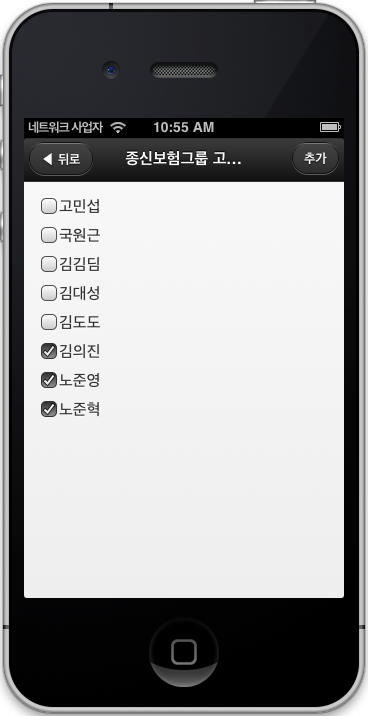 네트워크 사업자 10:55 AM
뒤로 종신보험그룹 고... 추가
고민섭
국원근
김김딤
김대성
김도도
김의진
노준영
노준혁